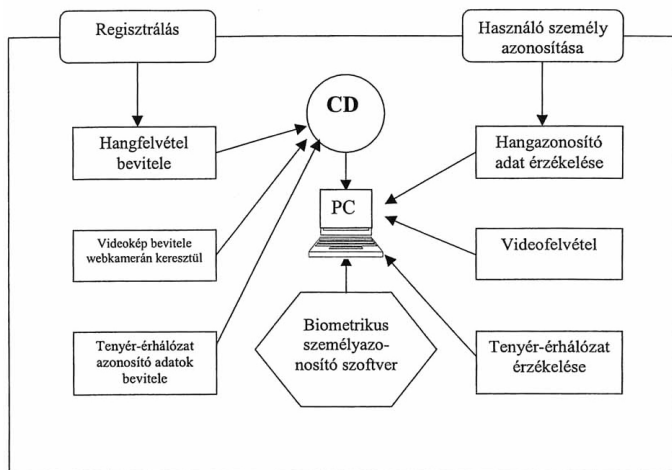 Regisztrálás
Használó személy
azonosítása
CD
Hangfelvétel
bevitele
Hangazonosító
adat érzékelése
PC
Videokép bevitele
webkamerán keresztül
Videofelvétel
Biometrikus
személyazo-
nosító szoftver
Tenyér-érhálózat
azonosító adatok
bevitele
Tenyér-érhálózat
érzékelése